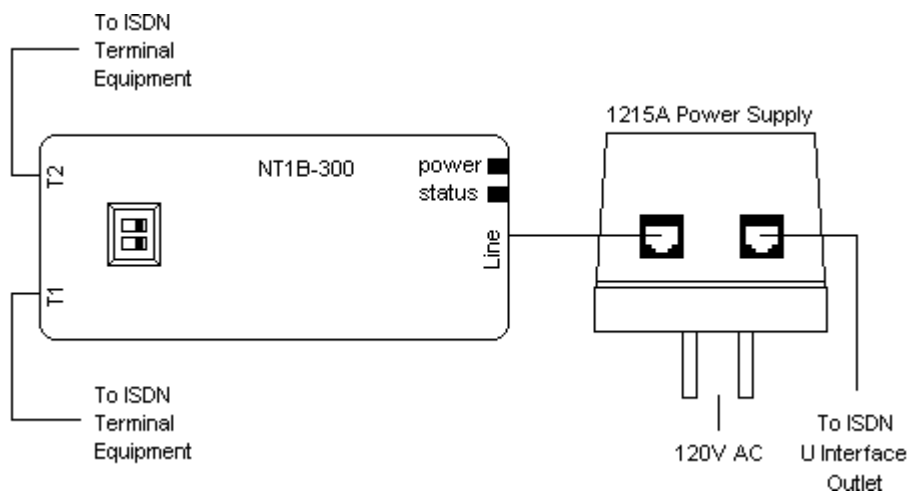 To ISDN
Terminal
Equipment
1215A Power Supply
T2
NT1B-300
power
status
Line
T1
To ISDN
Terminal
Equipment
120V AC
To ISDN
U Interface
Outlet